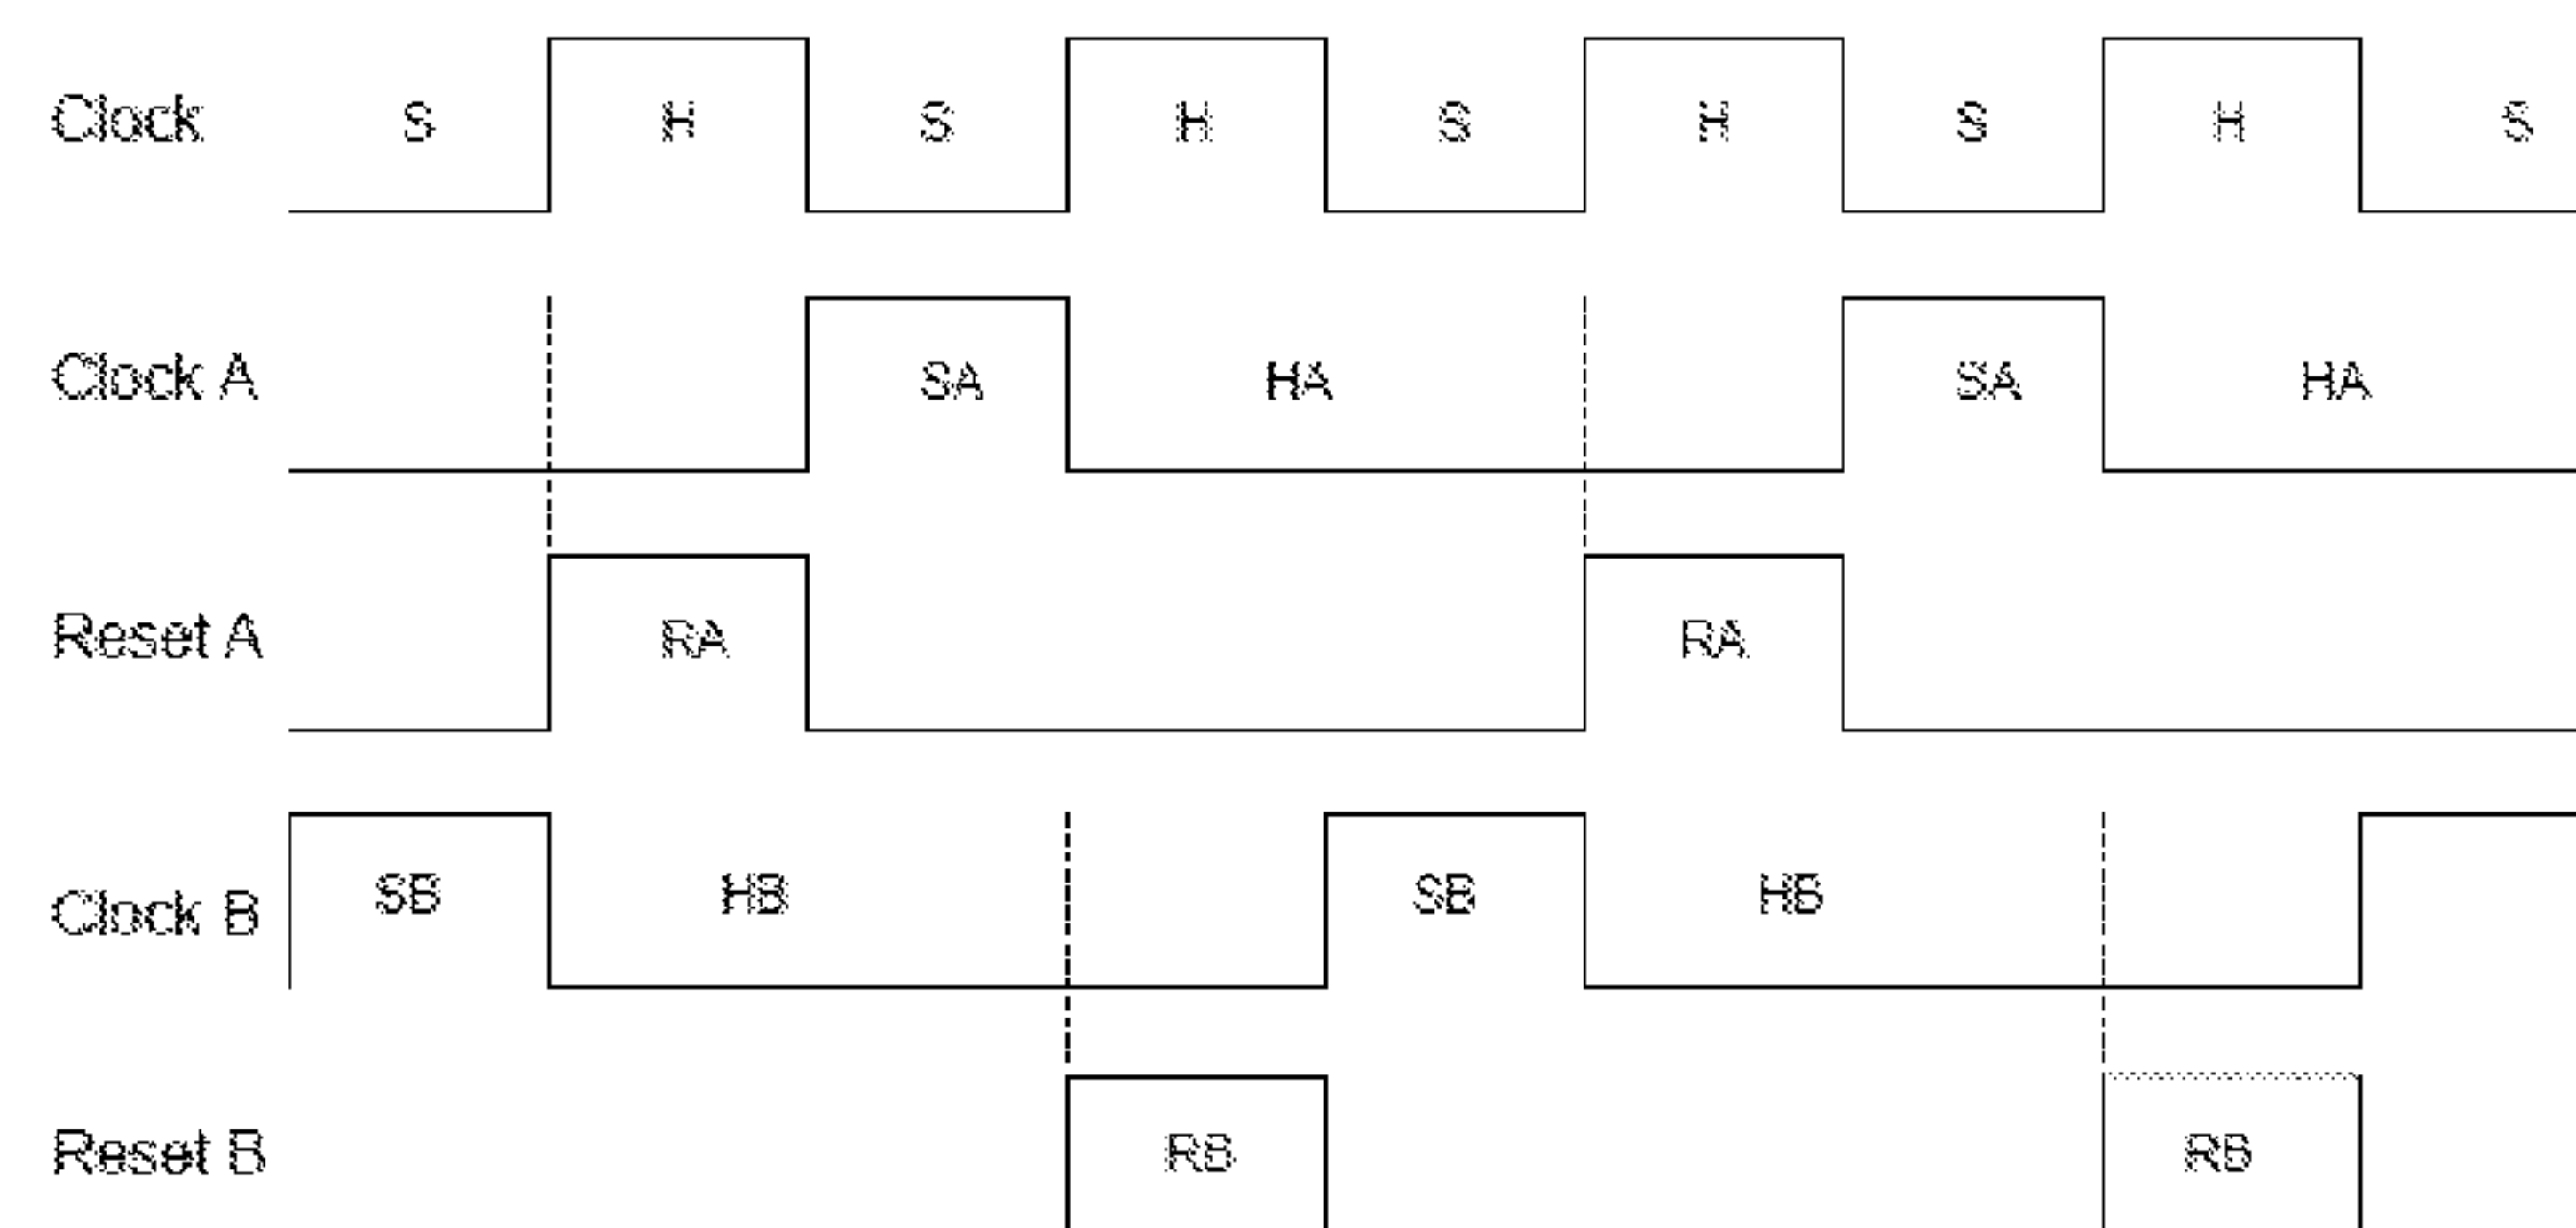 Clock S H S H S H S H S
Clock A SA HA SA HA
Reset A RA RA
Clock B SB HB SB HB
Reset B RB RB